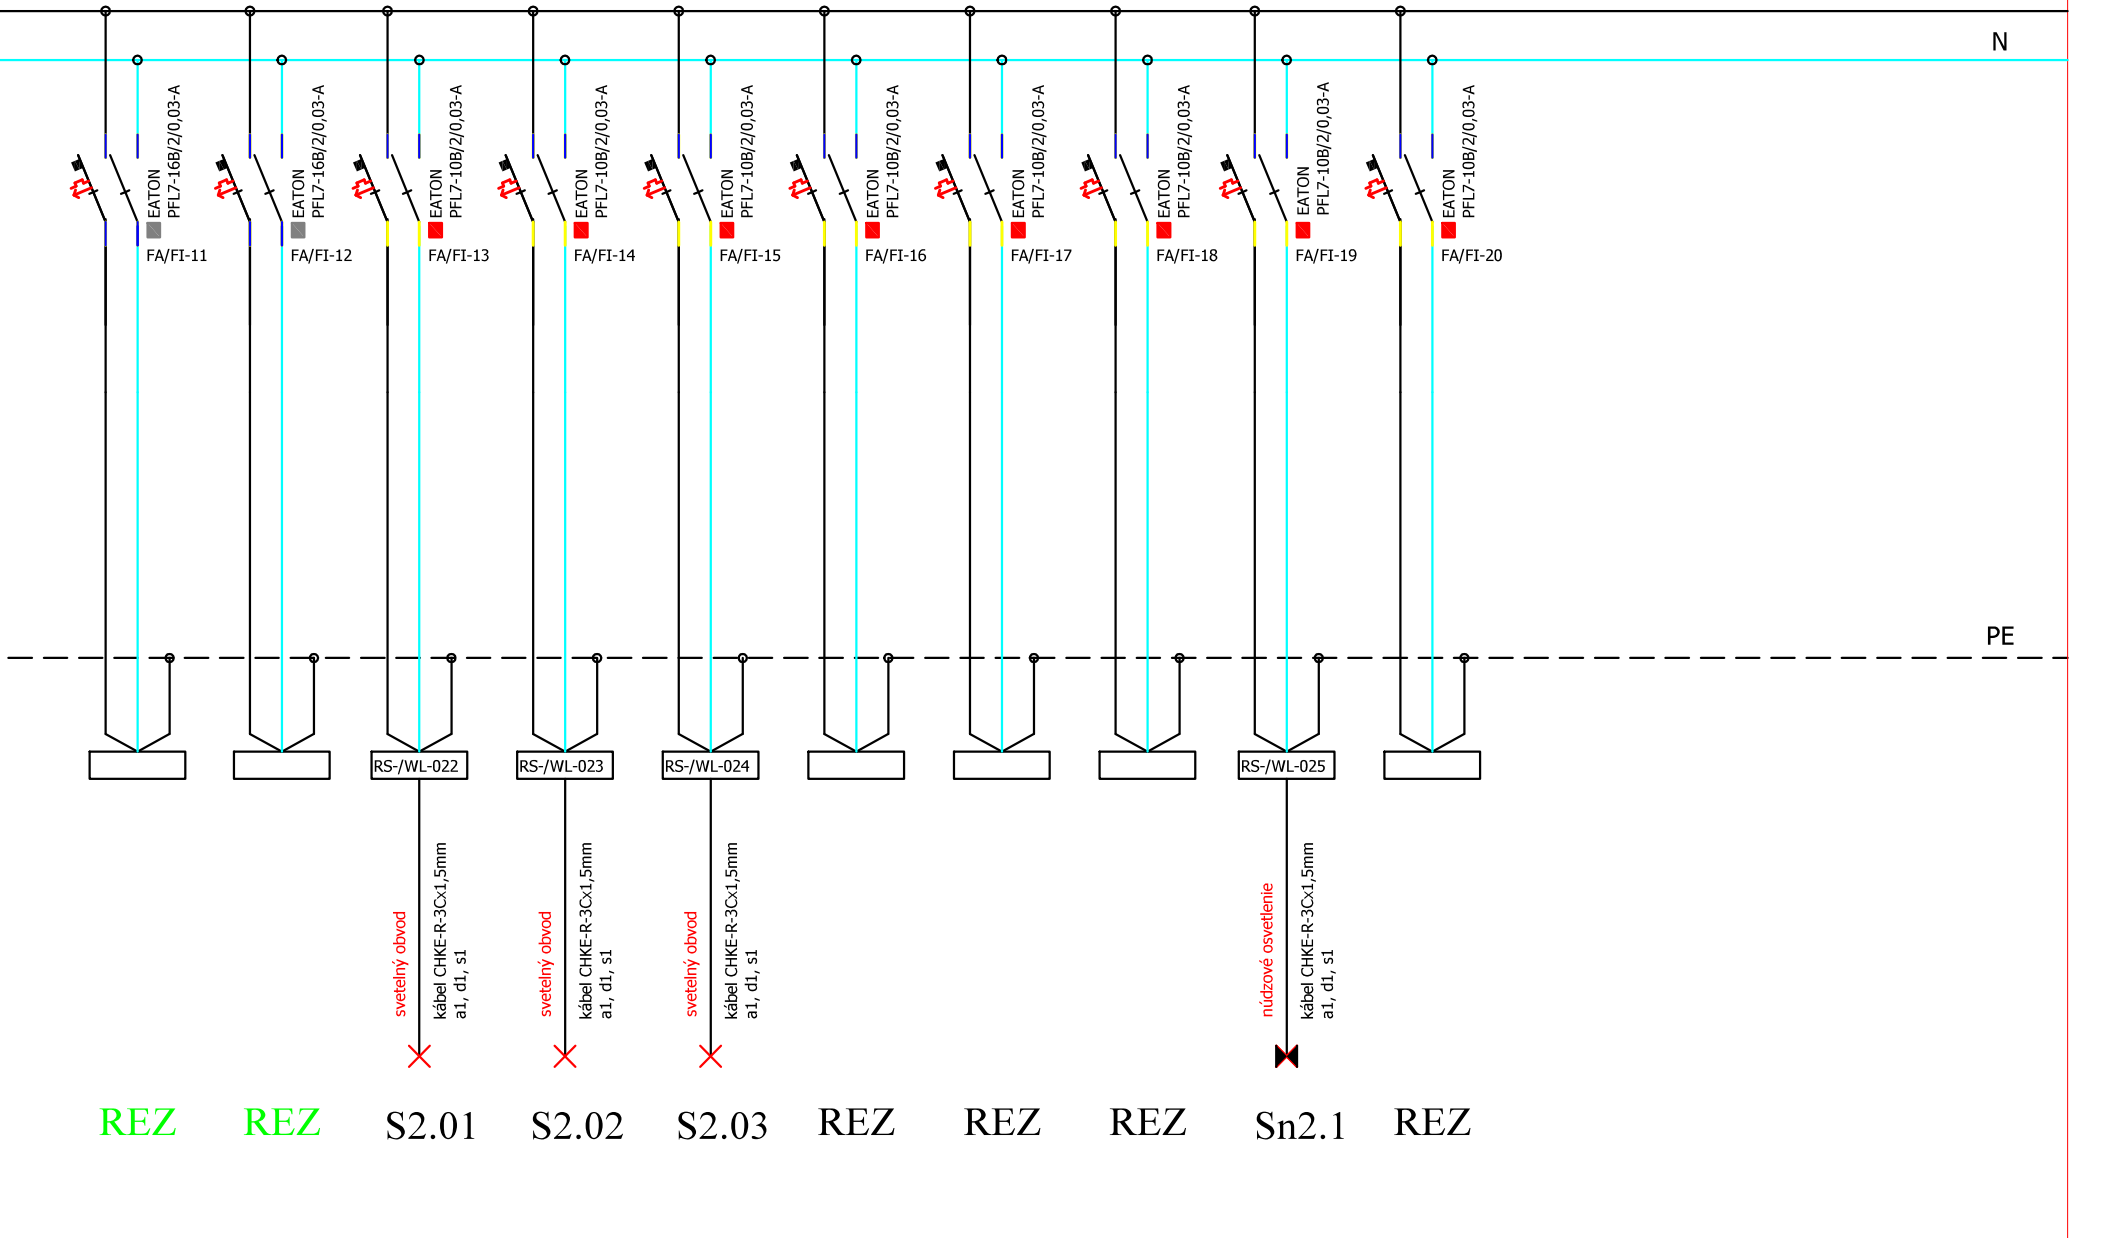 N
EATON
PFL7-16B/2/0,03-A
FA/FI-11
EATON
PFL7-16B/2/0,03-A
FA/FI-12
EATON
PFL7-10B/2/0,03-A
FA/FI-13
EATON
PFL7-10B/2/0,03-A
FA/FI-14
EATON
PFL7-10B/2/0,03-A
FA/FI-15
EATON
PFL7-10B/2/0,03-A
FA/FI-16
EATON
PFL7-10B/2/0,03-A
FA/FI-17
EATON
PFL7-10B/2/0,03-A
FA/FI-18
EATON
PFL7-10B/2/0,03-A
FA/FI-19
EATON
PFL7-10B/2/0,03-A
FA/FI-20
PE
RS-/WL-022
RS-/WL-023
RS-/WL-024
RS-/WL-025
svetelný obvod
kábel CHKE-R-3Cx1,5mm
a1, d1, s1
svetelný obvod
kábel CHKE-R-3Cx1,5mm
a1, d1, s1
svetelný obvod
kábel CHKE-R-3Cx1,5mm
a1, d1, s1
núdzové osvetlenie
kábel CHKE-R-3Cx1,5mm
a1, d1, s1
REZ
REZ
S2.01
S2.02
S2.03
REZ
REZ
REZ
Sn2.1
REZ